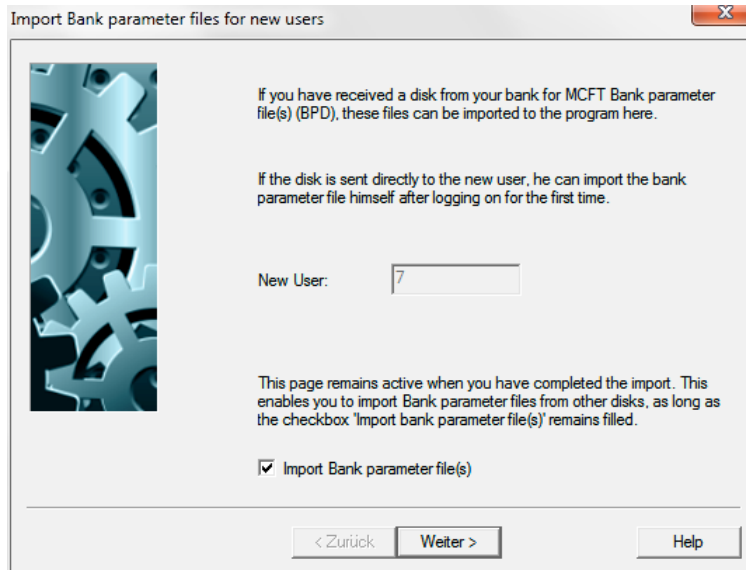 Import Bank parameter files for new users
If you have received a disk from your bank for MCFT Bank parameter
file(s) (BPD), these files can be imported to the program here.
If the disk is sent directly to the new user, he can import the bank
parameter file himself after logging on for the first time.
New User: 7
This page remains active when you have completed the import. This
enables you to import Bank parameter files from other disks, as long as
the checkbox 'Import bank parameter file(s)' remains filled.
Import Bank parameter file(s)
< Zurück Weiter > Help